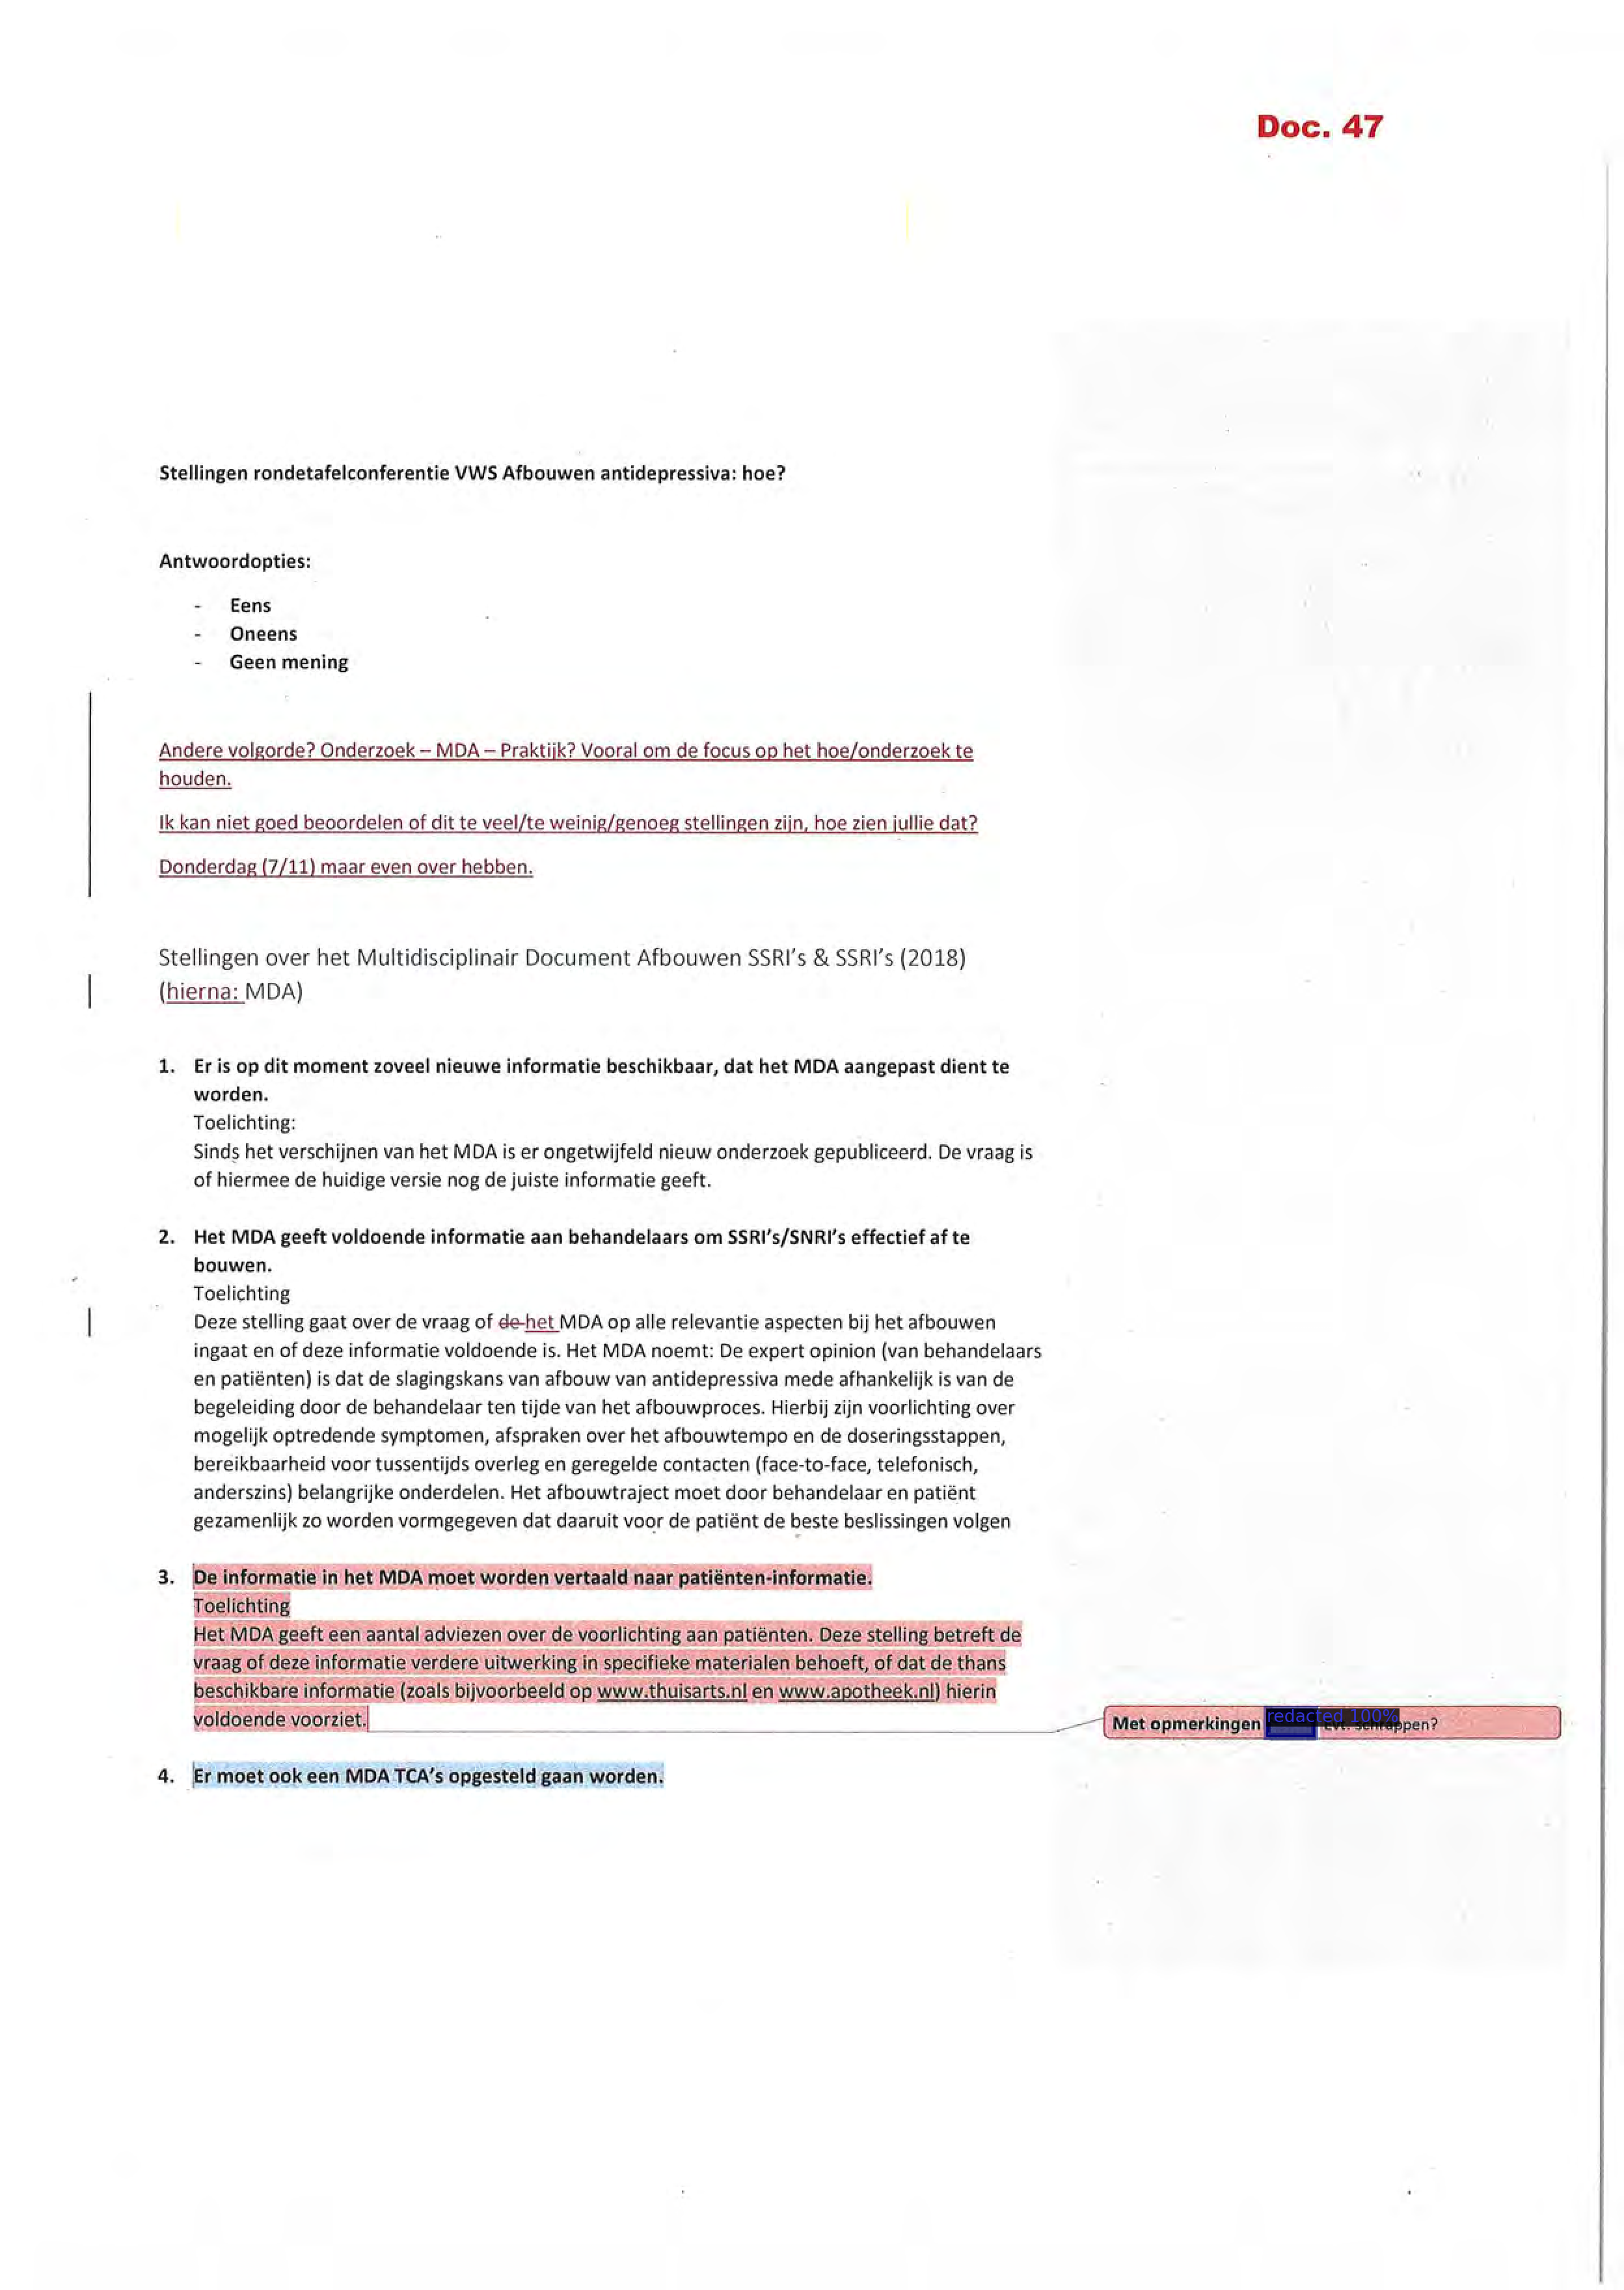 Doc. 47
Stellingen rondetafelconferentie VWS Afbouwen antidepressiva: hoe?
Antwoordopties:
- Eens
- Oneens
- Geen mening
Andere volgorde? Onderzoek – MDA – Praktijk? Vooral om de focus op het hoe/onderzoek te
houden.
Ik kan niet goed beoordelen of dit te veel/te weinig/genoeg stellingen zijn, hoe zien jullie dat?
Donderdag (7/11) maar even over hebben.
Stellingen over het Multidisciplinair Document Afbouwen SSRI's & SSRI's (2018)
(hierna: MDA)
1. Er is op dit moment zoveel nieuwe informatie beschikbaar, dat het MDA aangepast dient te
worden.
Toelichting:
Sinds het verschijnen van het MDA is er ongetwijfeld nieuw onderzoek gepubliceerd. De vraag is
of hiermee de huidige versie nog de juiste informatie geeft.
2. Het MDA geeft voldoende informatie aan behandelaars om SSRI's/SNRI's effectief af te
bouwen.
Toelichting
Deze stelling gaat over de vraag of de het MDA op alle relevantie aspecten bij het afbouwen
ingaat en of deze informatie voldoende is. Het MDA noemt: De expert opinion (van behandelaars
en patiënten) is dat de slagingskans van afbouw van antidepressiva mede afhankelijk is van de
begeleiding door de behandelaar ten tijde van het afbouwproces. Hierbij zijn voorlichting over
mogelijk optredende symptomen, afspraken over het afbouwtempo en de doseringsstappen,
bereikbaarheid voor tussentijds overleg en geregelde contacten (face-to-face, telefonisch,
anderszins) belangrijke onderdelen. Het afbouwtraject moet door behandelaar en patiënt
gezamenlijk zo worden vormgegeven dat daaruit voor de patiënt de beste beslissingen volgen
3. De informatie in het MDA moet worden vertaald naar patiënten-informatie.
Toelichting
Het MDA geeft een aantal adviezen over de voorlichting aan patiënten. Deze stelling betreft de
vraag of deze informatie verdere uitwerking in specifieke materialen behoeft, of dat de thans
beschikbare informatie (zoals bijvoorbeeld op www.thuisarts.nl en www.apotheek.nl) hierin
voldoende voorziet.
Met opmerkingen redacted 100% Evt. schrappen?
4. Er moet ook een MDA TCA's opgesteld gaan worden.